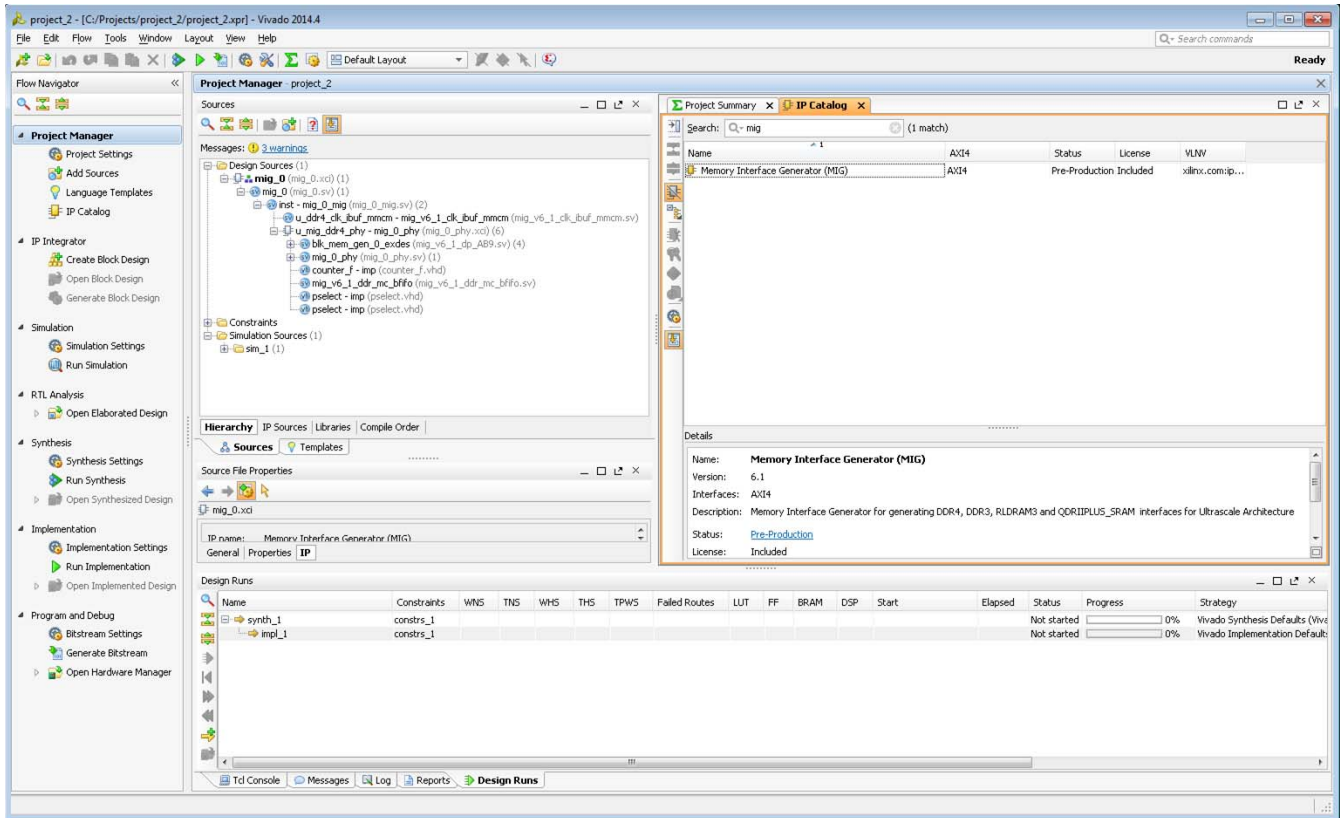 project_2 - [C:/Projects/project_2/project_2.xpr] - Vivado 2014.4
File Edit Flow Tools Window Layout View Help
Search commands
Default Layout
Ready
Flow Navigator
Project Manager
Project Settings
Add Sources
Language Templates
IP Catalog
IP Integrator
Create Block Design
Open Block Design
Generate Block Design
Simulation
Simulation Settings
Run Simulation
RTL Analysis
Open Elaborated Design
Synthesis
Synthesis Settings
Run Synthesis
Open Synthesized Design
Implementation
Implementation Settings
Run Implementation
Open Implemented Design
Program and Debug
Bitstream Settings
Generate Bitstream
Open Hardware Manager
Project Manager - project_2
Sources
Messages: 3 warnings
Design Sources (1)
mig_0 (mig_0.xci) (1)
mig_0 (mig_0.sv) (1)
inst - mig_0_mig (mig_0_mig.sv) (2)
u_ddr4_clk_ibuf_mmcm - mig_v6_1_clk_ibuf_mmcm (mig_v6_1_clk_ibuf_mmcm.sv)
u_mig_ddr4_phy - mig_0_phy (mig_0_phy.xci) (6)
blk_mem_gen_0_exdes (mig_v6_1_dp_AB9.sv) (4)
mig_0_phy (mig_0_phy.sv) (1)
counter_f - imp (counter_f.vhd)
mig_v6_1_ddr_mc_bfifo (mig_v6_1_ddr_mc_bfifo.sv)
pselect - imp (pselect.vhd)
pselect - imp (pselect.vhd)
Constraints
Simulation Sources (1)
sim_1 (1)
Hierarchy IP Sources Libraries Compile Order
Sources Templates
Source File Properties
mig_0.xci
IP name: Memory Interface Generator (MIG)
General Properties IP
Project Summary IP Catalog
Search: mig (1 match)
Name 1 AXI4 Status License VLNV
Memory Interface Generator (MIG) AXI4 Pre-Production Included xilinx.com:ip...
Details
Name: Memory Interface Generator (MIG)
Version: 6.1
Interfaces: AXI4
Description: Memory Interface Generator for generating DDR4, DDR3, RLDRAM3 and QDRIIPLUS_SRAM interfaces for Ultrascale Architecture
Status: Pre-Production
License: Included
Design Runs
Name Constraints WNS TNS WHS THS TPWS Failed Routes LUT FF BRAM DSP Start Elapsed Status Progress Strategy
synth_1 constrs_1 Not started 0% Vivado Synthesis Defaults (Viva
impl_1 constrs_1 Not started 0% Vivado Implementation Default
Tcl Console Messages Log Reports Design Runs